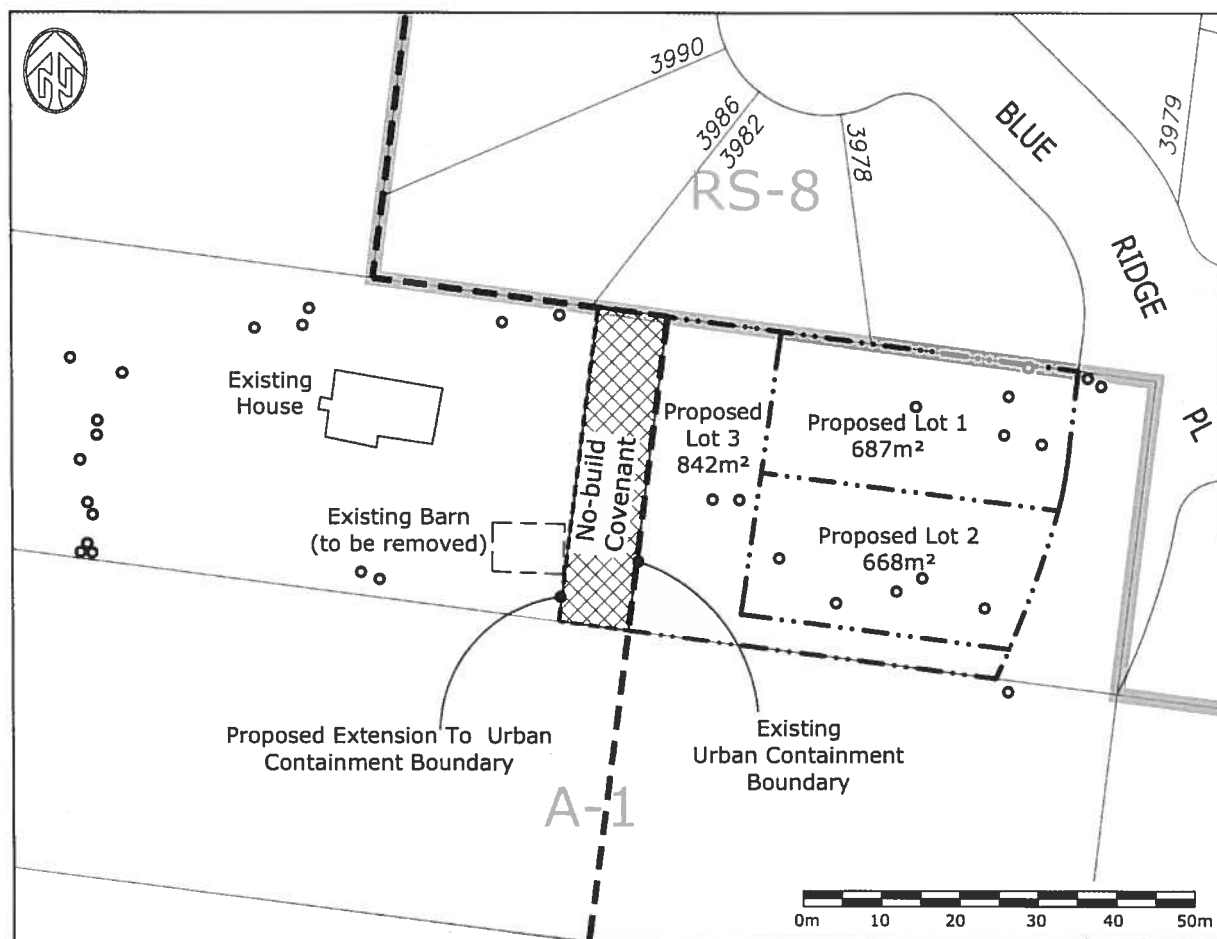 3990
3986
3982
3978
3979
BLUE
RIDGE
PL
RS-8
Existing
House
Existing Barn
(to be removed)
No-build
Covenant
Proposed
Lot 3
842m²
Proposed Lot 1
687m²
Proposed Lot 2
668m²
Proposed Extension To Urban
Containment Boundary
Existing
Urban Containment
Boundary
A-1
0m 10 20 30 40 50m